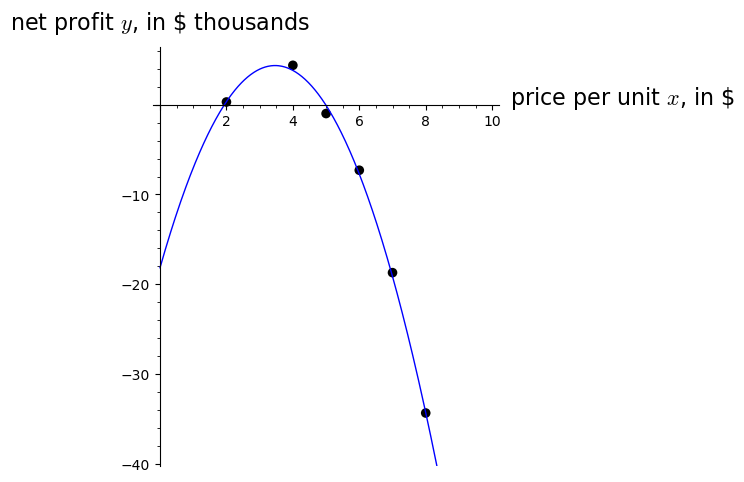 net profit y, in $ thousands
price per unit x, in $
2 4 6 8 10
−10
−20
−30
−40